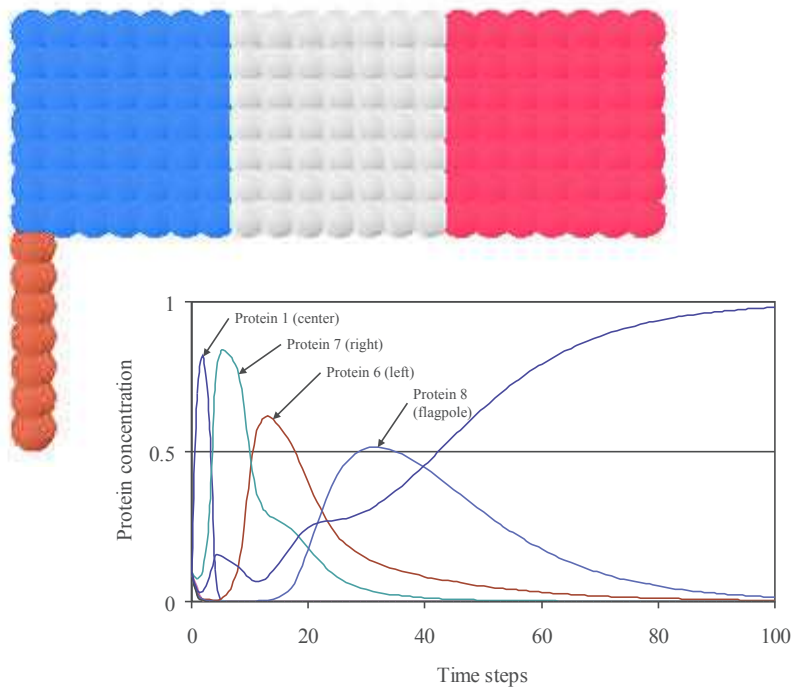 1
Protein 1 (center)
Protein 7 (right)
Protein 6 (left)
Protein 8
(flagpole)
Protein concentration
0.5
0
0
20
40
60
80
100
Time steps